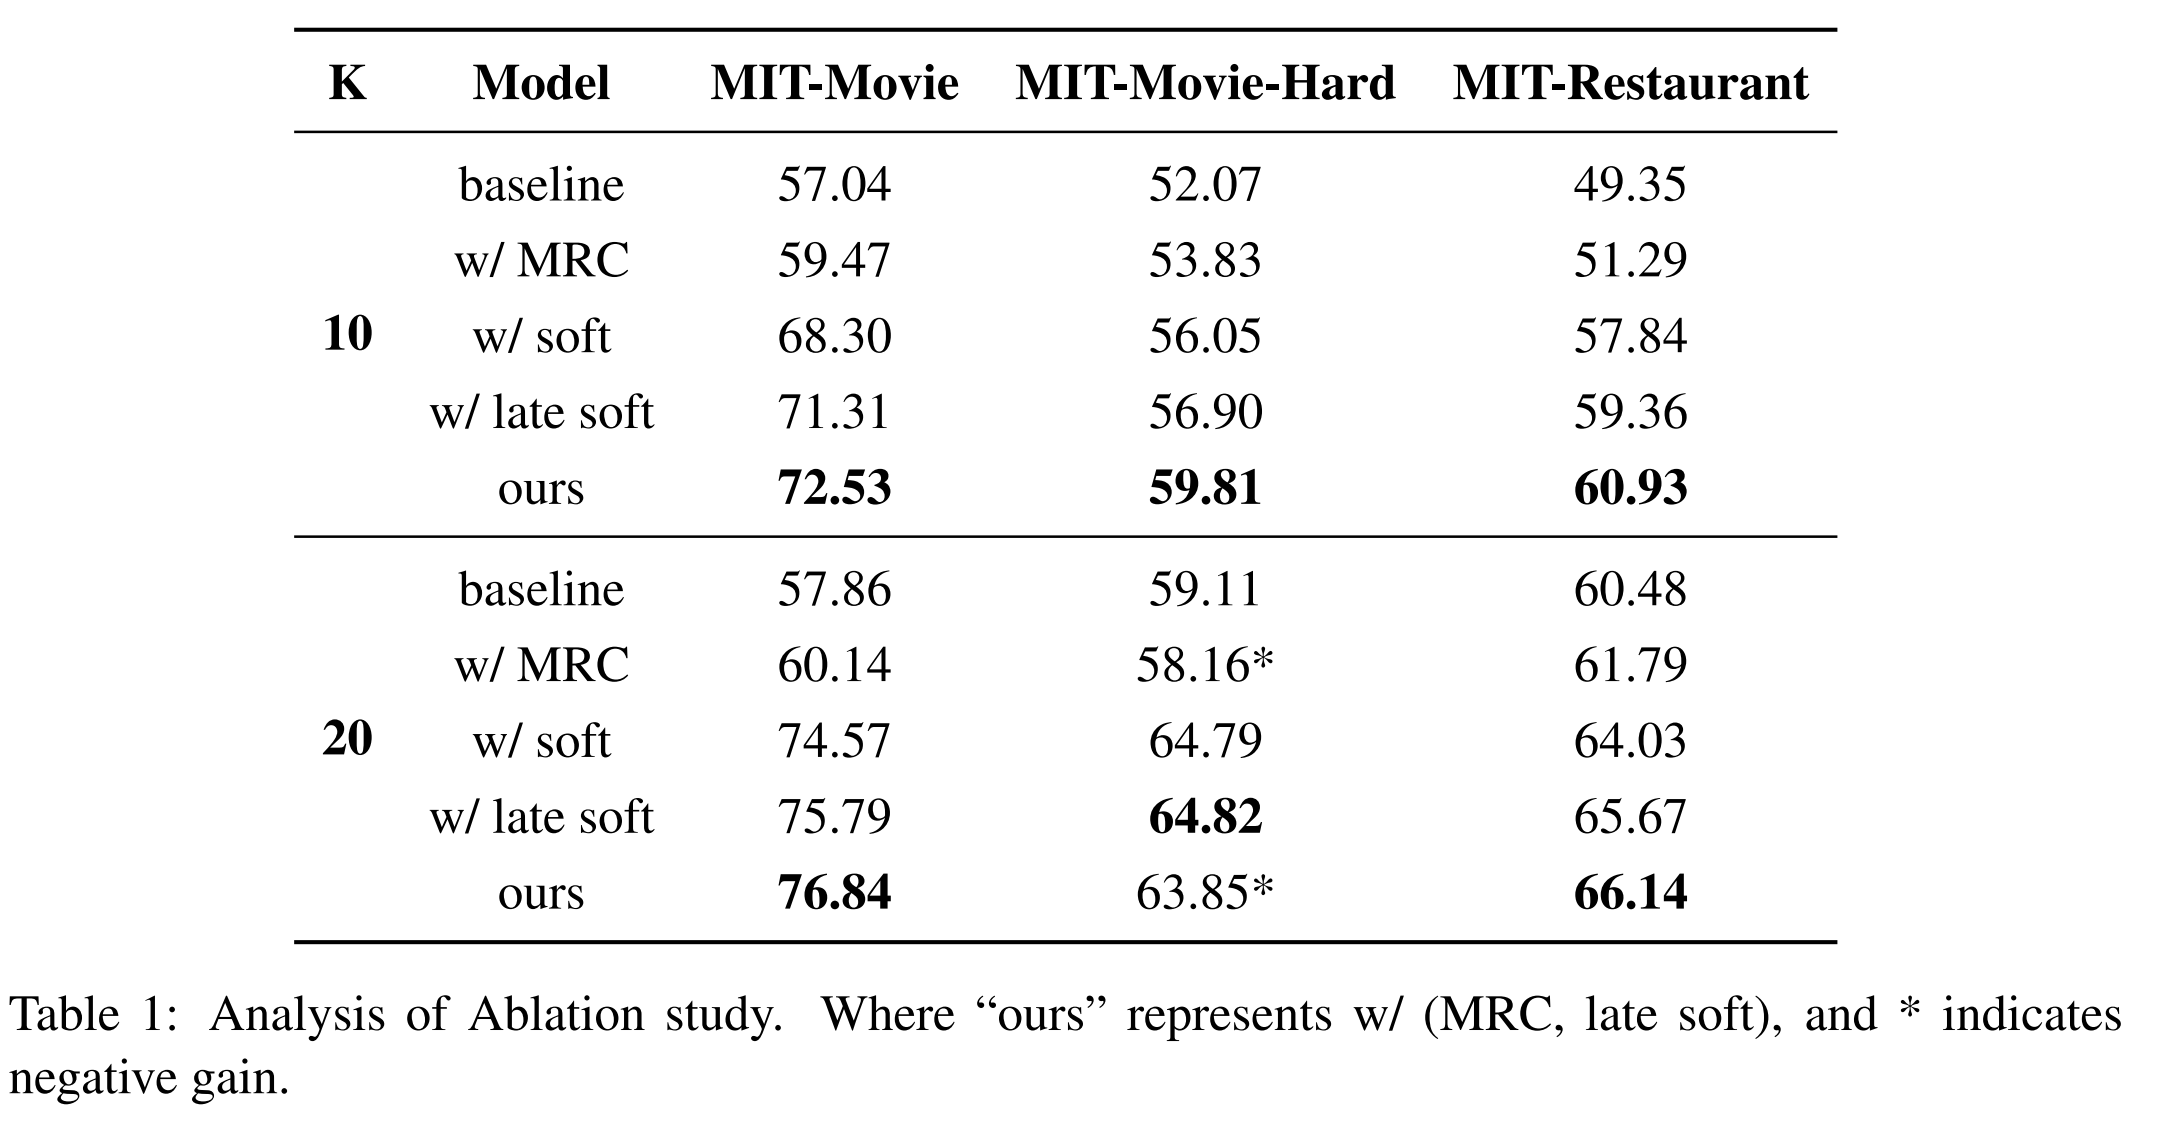 K Model MIT-Movie MIT-Movie-Hard MIT-Restaurant
baseline 57.04 52.07 49.35
w/ MRC 59.47 53.83 51.29
10 w/ soft 68.30 56.05 57.84
w/ late soft 71.31 56.90 59.36
ours 72.53 59.81 60.93
baseline 57.86 59.11 60.48
w/ MRC 60.14 58.16* 61.79
20 w/ soft 74.57 64.79 64.03
w/ late soft 75.79 64.82 65.67
ours 76.84 63.85* 66.14
Table 1: Analysis of Ablation study. Where “ours” represents w/ (MRC, late soft), and * indicates
negative gain.